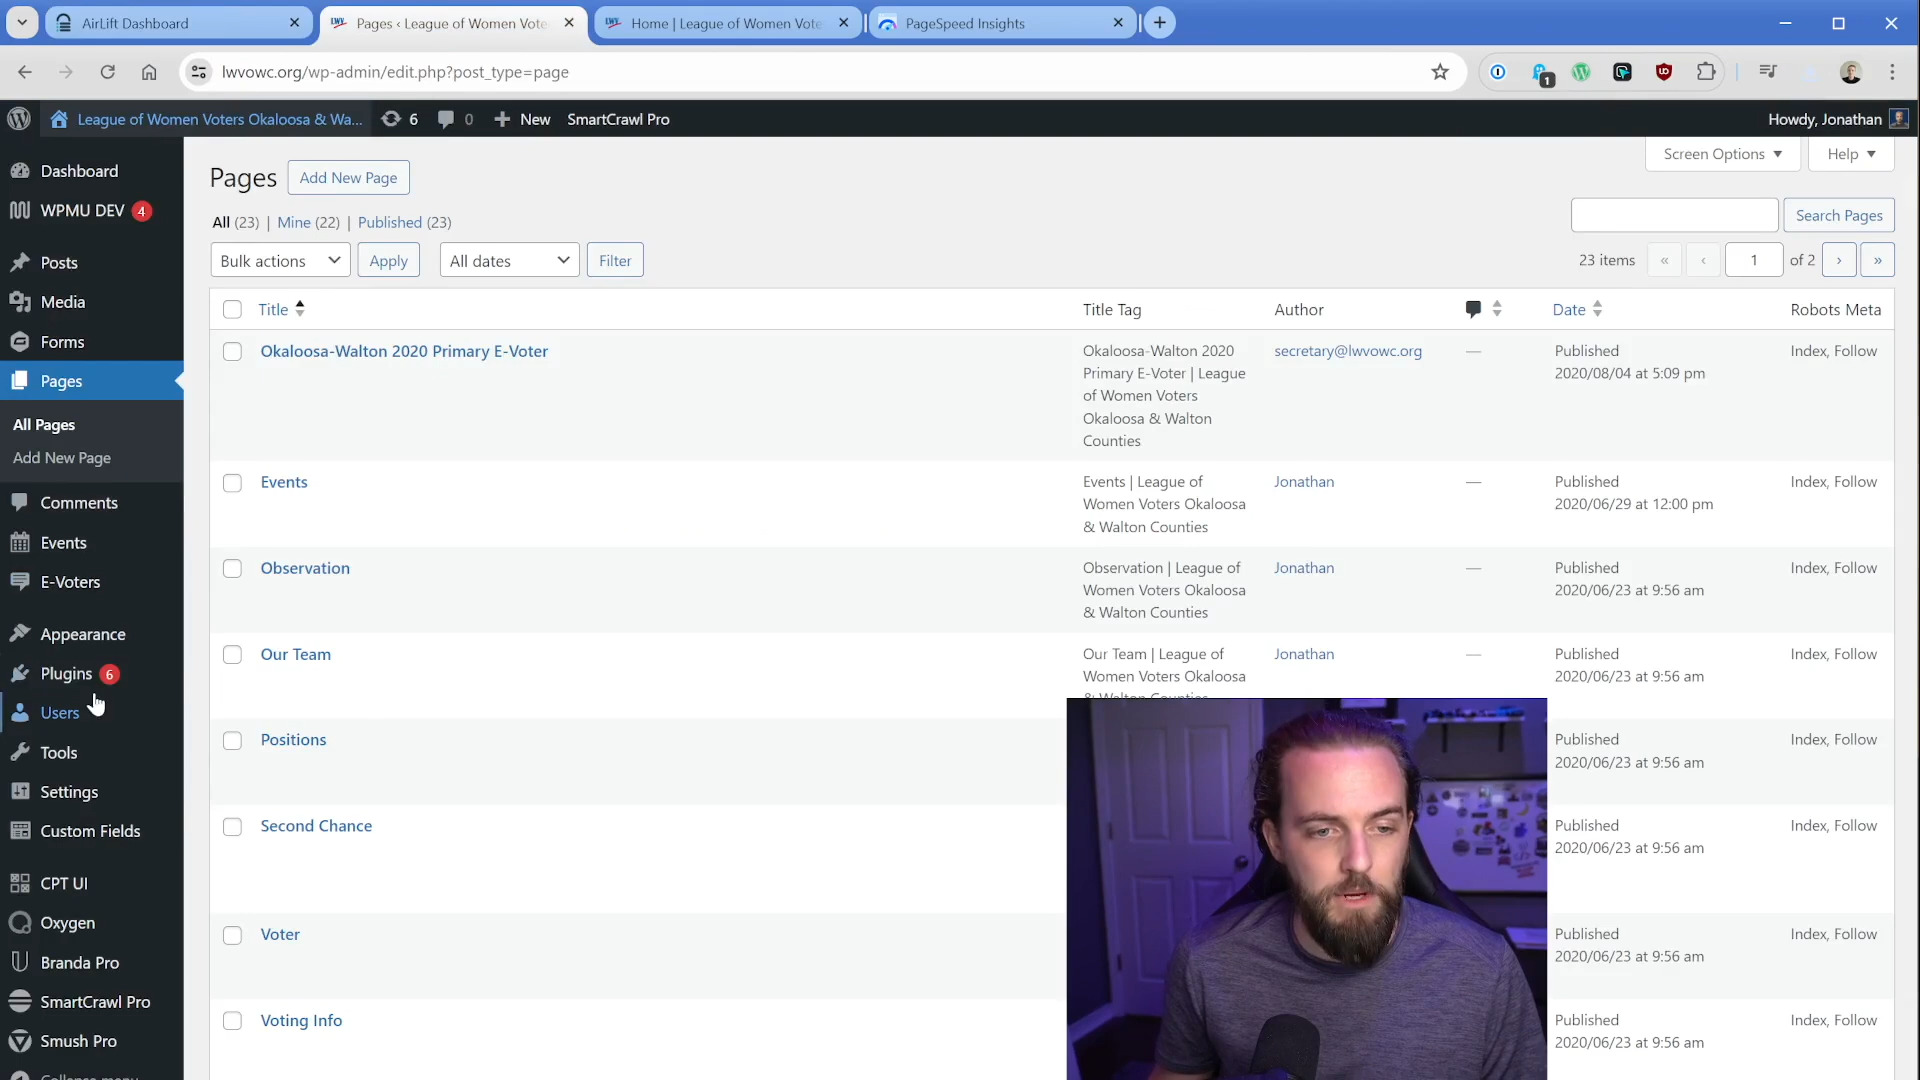 AirLift Dashboard
Pages ‹ League of Women Vote
Home | League of Women Vote
PageSpeed Insights
lwvowc.org/wp-admin/edit.php?post_type=page
1
League of Women Voters Okaloosa & Wa...
6
0
New
SmartCrawl Pro
Howdy, Jonathan
Dashboard
WPMU DEV 4
Posts
Media
Forms
Pages
All Pages
Add New Page
Comments
Events
E-Voters
Appearance
Plugins 6
Users
Tools
Settings
Custom Fields
CPT UI
Oxygen
Branda Pro
SmartCrawl Pro
Smush Pro
Collapse menu
Screen Options
Help
Pages
Add New Page
All (23) | Mine (22) | Published (23)
Search Pages
Bulk actions
Apply
All dates
Filter
23 items « ‹ 1 of 2 › »
Title
Title Tag
Author
Date
Robots Meta
Okaloosa-Walton 2020 Primary E-Voter
Okaloosa-Walton 2020
Primary E-Voter | League
of Women Voters
Okaloosa & Walton
Counties
secretary@lwvowc.org
—
Published
2020/08/04 at 5:09 pm
Index, Follow
Events
Events | League of
Women Voters Okaloosa
& Walton Counties
Jonathan
—
Published
2020/06/29 at 12:00 pm
Index, Follow
Observation
Observation | League of
Women Voters Okaloosa
& Walton Counties
Jonathan
—
Published
2020/06/23 at 9:56 am
Index, Follow
Our Team
Our Team | League of
Women Voters Okaloosa
& Walton Counties
Jonathan
—
Published
2020/06/23 at 9:56 am
Index, Follow
Positions
Published
2020/06/23 at 9:56 am
Index, Follow
Second Chance
Published
2020/06/23 at 9:56 am
Index, Follow
Voter
Published
2020/06/23 at 9:56 am
Index, Follow
Voting Info
Published
2020/06/23 at 9:56 am
Index, Follow